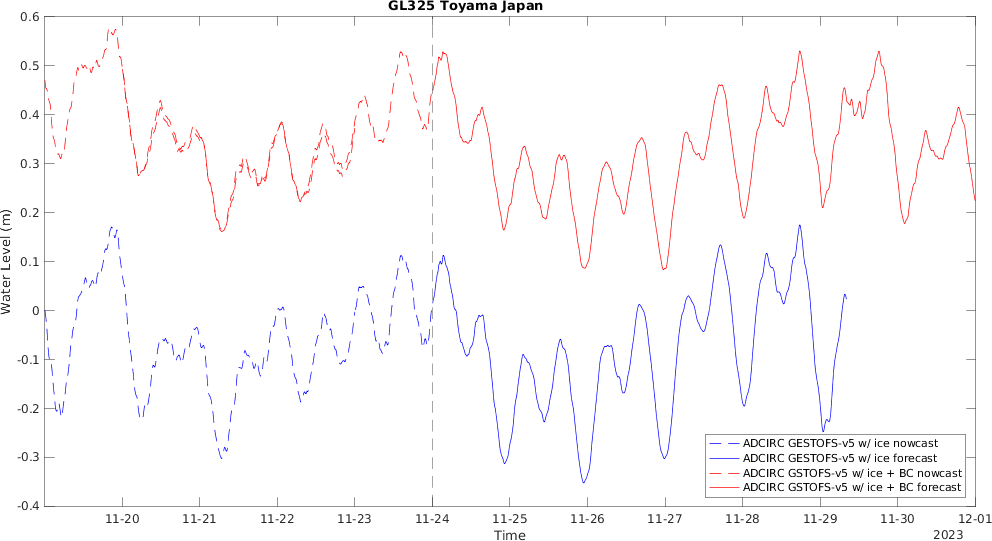 GL325 Toyama Japan
0.6
0.5
0.4
0.3
0.2
0.1
0
-0.1
-0.2
-0.3
-0.4
Water Level (m)
ADCIRC GESTOFS-v5 w/ ice nowcast
ADCIRC GESTOFS-v5 w/ ice forecast
ADCIRC GSTOFS-v5 w/ ice + BC nowcast
ADCIRC GSTOFS-v5 w/ ice + BC forecast
11-20 11-21 11-22 11-23 11-24 11-25 11-26 11-27 11-28 11-29 11-30 12-01
Time
2023